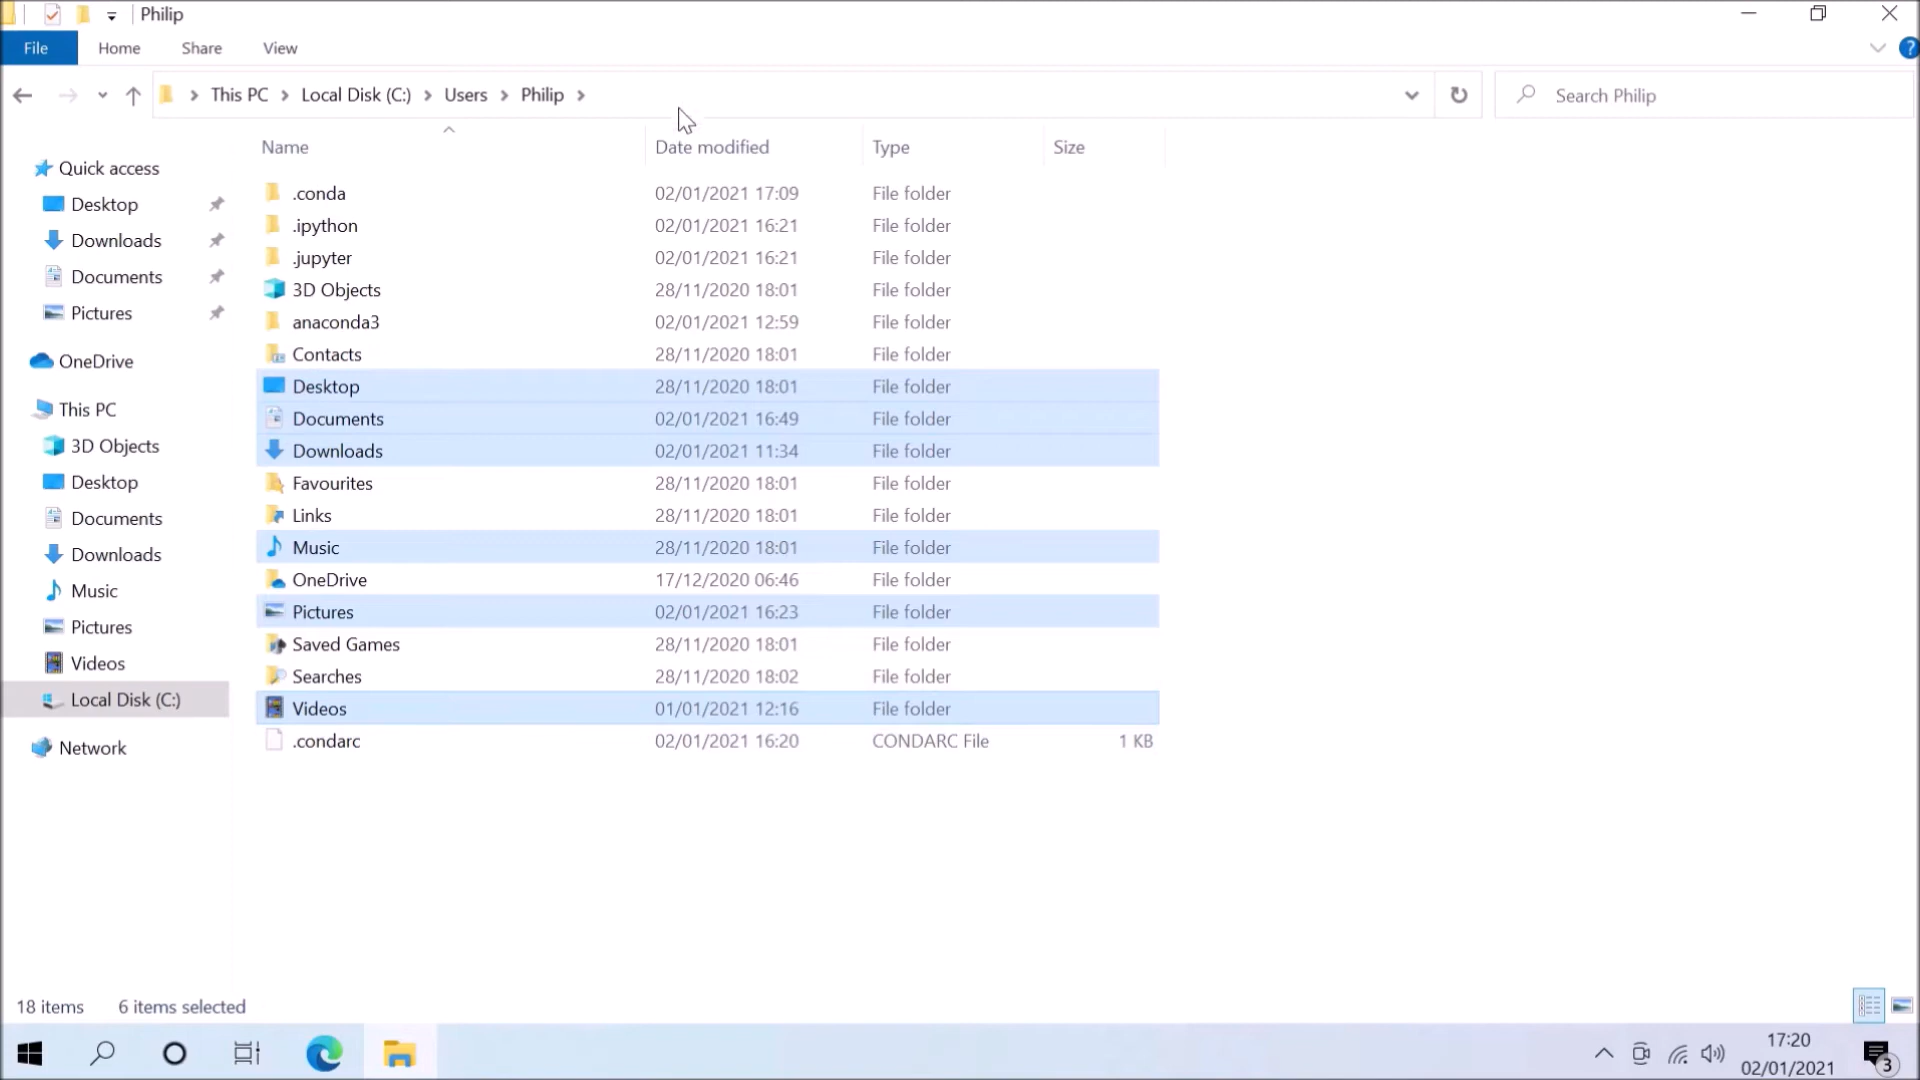 Philip
File Home Share View
This PC Local Disk (C:) Users Philip Search Philip
Name Date modified Type Size
Quick access
Desktop
Downloads
Documents
Pictures
OneDrive
This PC
3D Objects
Desktop
Documents
Downloads
Music
Pictures
Videos
Local Disk (C:)
Network
.conda 02/01/2021 17:09 File folder
.ipython 02/01/2021 16:21 File folder
.jupyter 02/01/2021 16:21 File folder
3D Objects 28/11/2020 18:01 File folder
anaconda3 02/01/2021 12:59 File folder
Contacts 28/11/2020 18:01 File folder
Desktop 28/11/2020 18:01 File folder
Documents 02/01/2021 16:49 File folder
Downloads 02/01/2021 11:34 File folder
Favourites 28/11/2020 18:01 File folder
Links 28/11/2020 18:01 File folder
Music 28/11/2020 18:01 File folder
OneDrive 17/12/2020 06:46 File folder
Pictures 02/01/2021 16:23 File folder
Saved Games 28/11/2020 18:01 File folder
Searches 28/11/2020 18:02 File folder
Videos 01/01/2021 12:16 File folder
.condarc 02/01/2021 16:20 CONDARC File 1 KB
18 items 6 items selected
17:20
02/01/2021
3